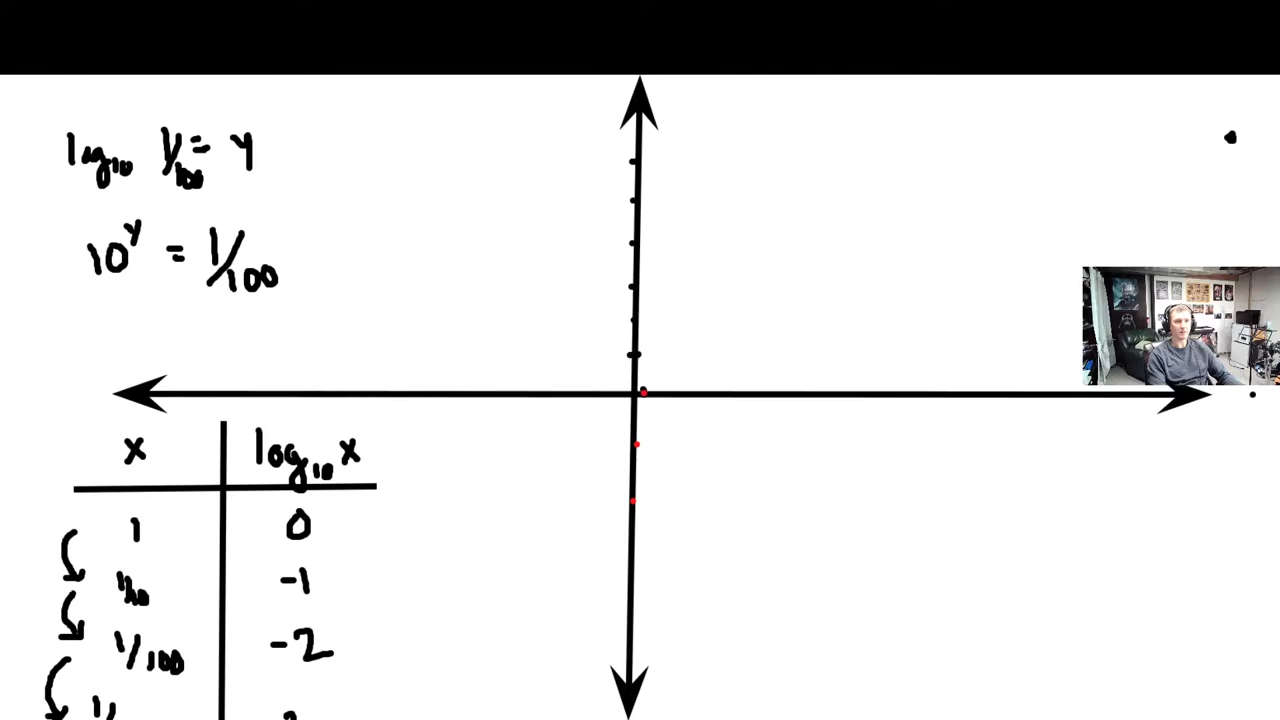 log₁₀ 1/100 = y
10^y = 1/100
x log₁₀ x
1 0
1/10 -1
1/100 -2